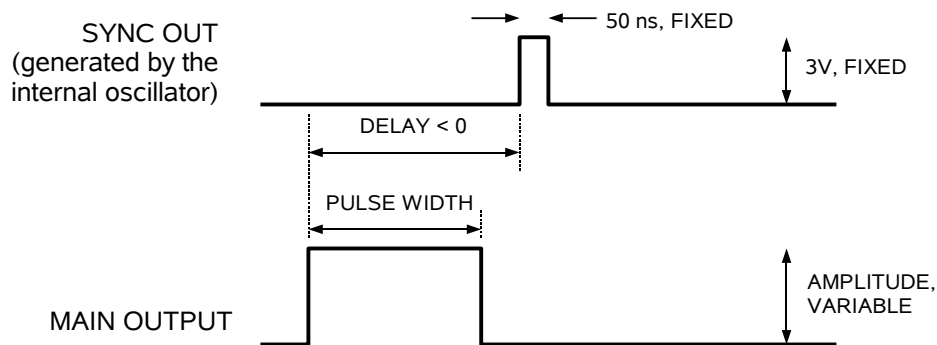 50 ns, FIXED
SYNC OUT
(generated by the
internal oscillator)
3V, FIXED
DELAY < 0
PULSE WIDTH
AMPLITUDE,
VARIABLE
MAIN OUTPUT